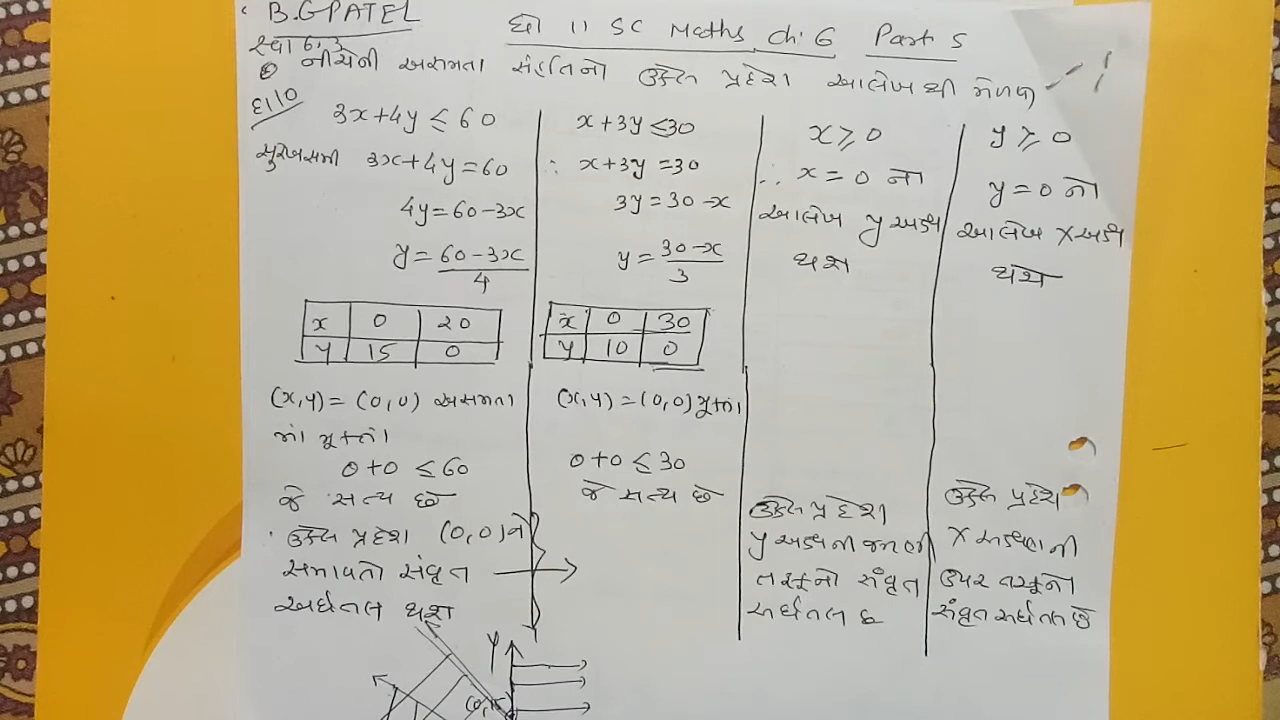 B.GPATEL
ધો 11 SC Maths Ch: 6 Part 5
સ્વા 6.3
નીચેની અસમતા સંહતિનો ઉકેલ પ્રદેશ આલેખ થી મેળવો
દા10
3x+4y ≤ 60
સુરેખ સમી 3x+4y=60
4y=60-3x
y= 60-3x
4
x 0 20
y 15 0
(x,y)= (0,0) અસમતા
માં મૂકતાં
0+0 ≤ 60
જે સત્ય છે
ઉકેલ પ્રદેશ (0,0)ને
સમાવતો સંવૃત
અર્ધતલ થશે
x+3y ≤30
∴ x+3y =30
3y=30-x
y= 30-x
3
x 0 30
y 10 0
(x,y)=(0,0) મૂકતાં
0+0 ≤ 30
જે સત્ય છે
x ≥ 0
∴ x=0 નો
આલેખ y અક્ષ
થશે
ઉકેલ પ્રદેશ
y અક્ષની જમણી
તરફનો સંવૃત
અર્ધતલ છે
y ≥ 0
y=0 નો
આલેખ X અક્ષ
થશે
ઉકેલ પ્રદેશ
X અક્ષની
ઉપર તરફનો
સંવૃત અર્ધતલ છે
Y